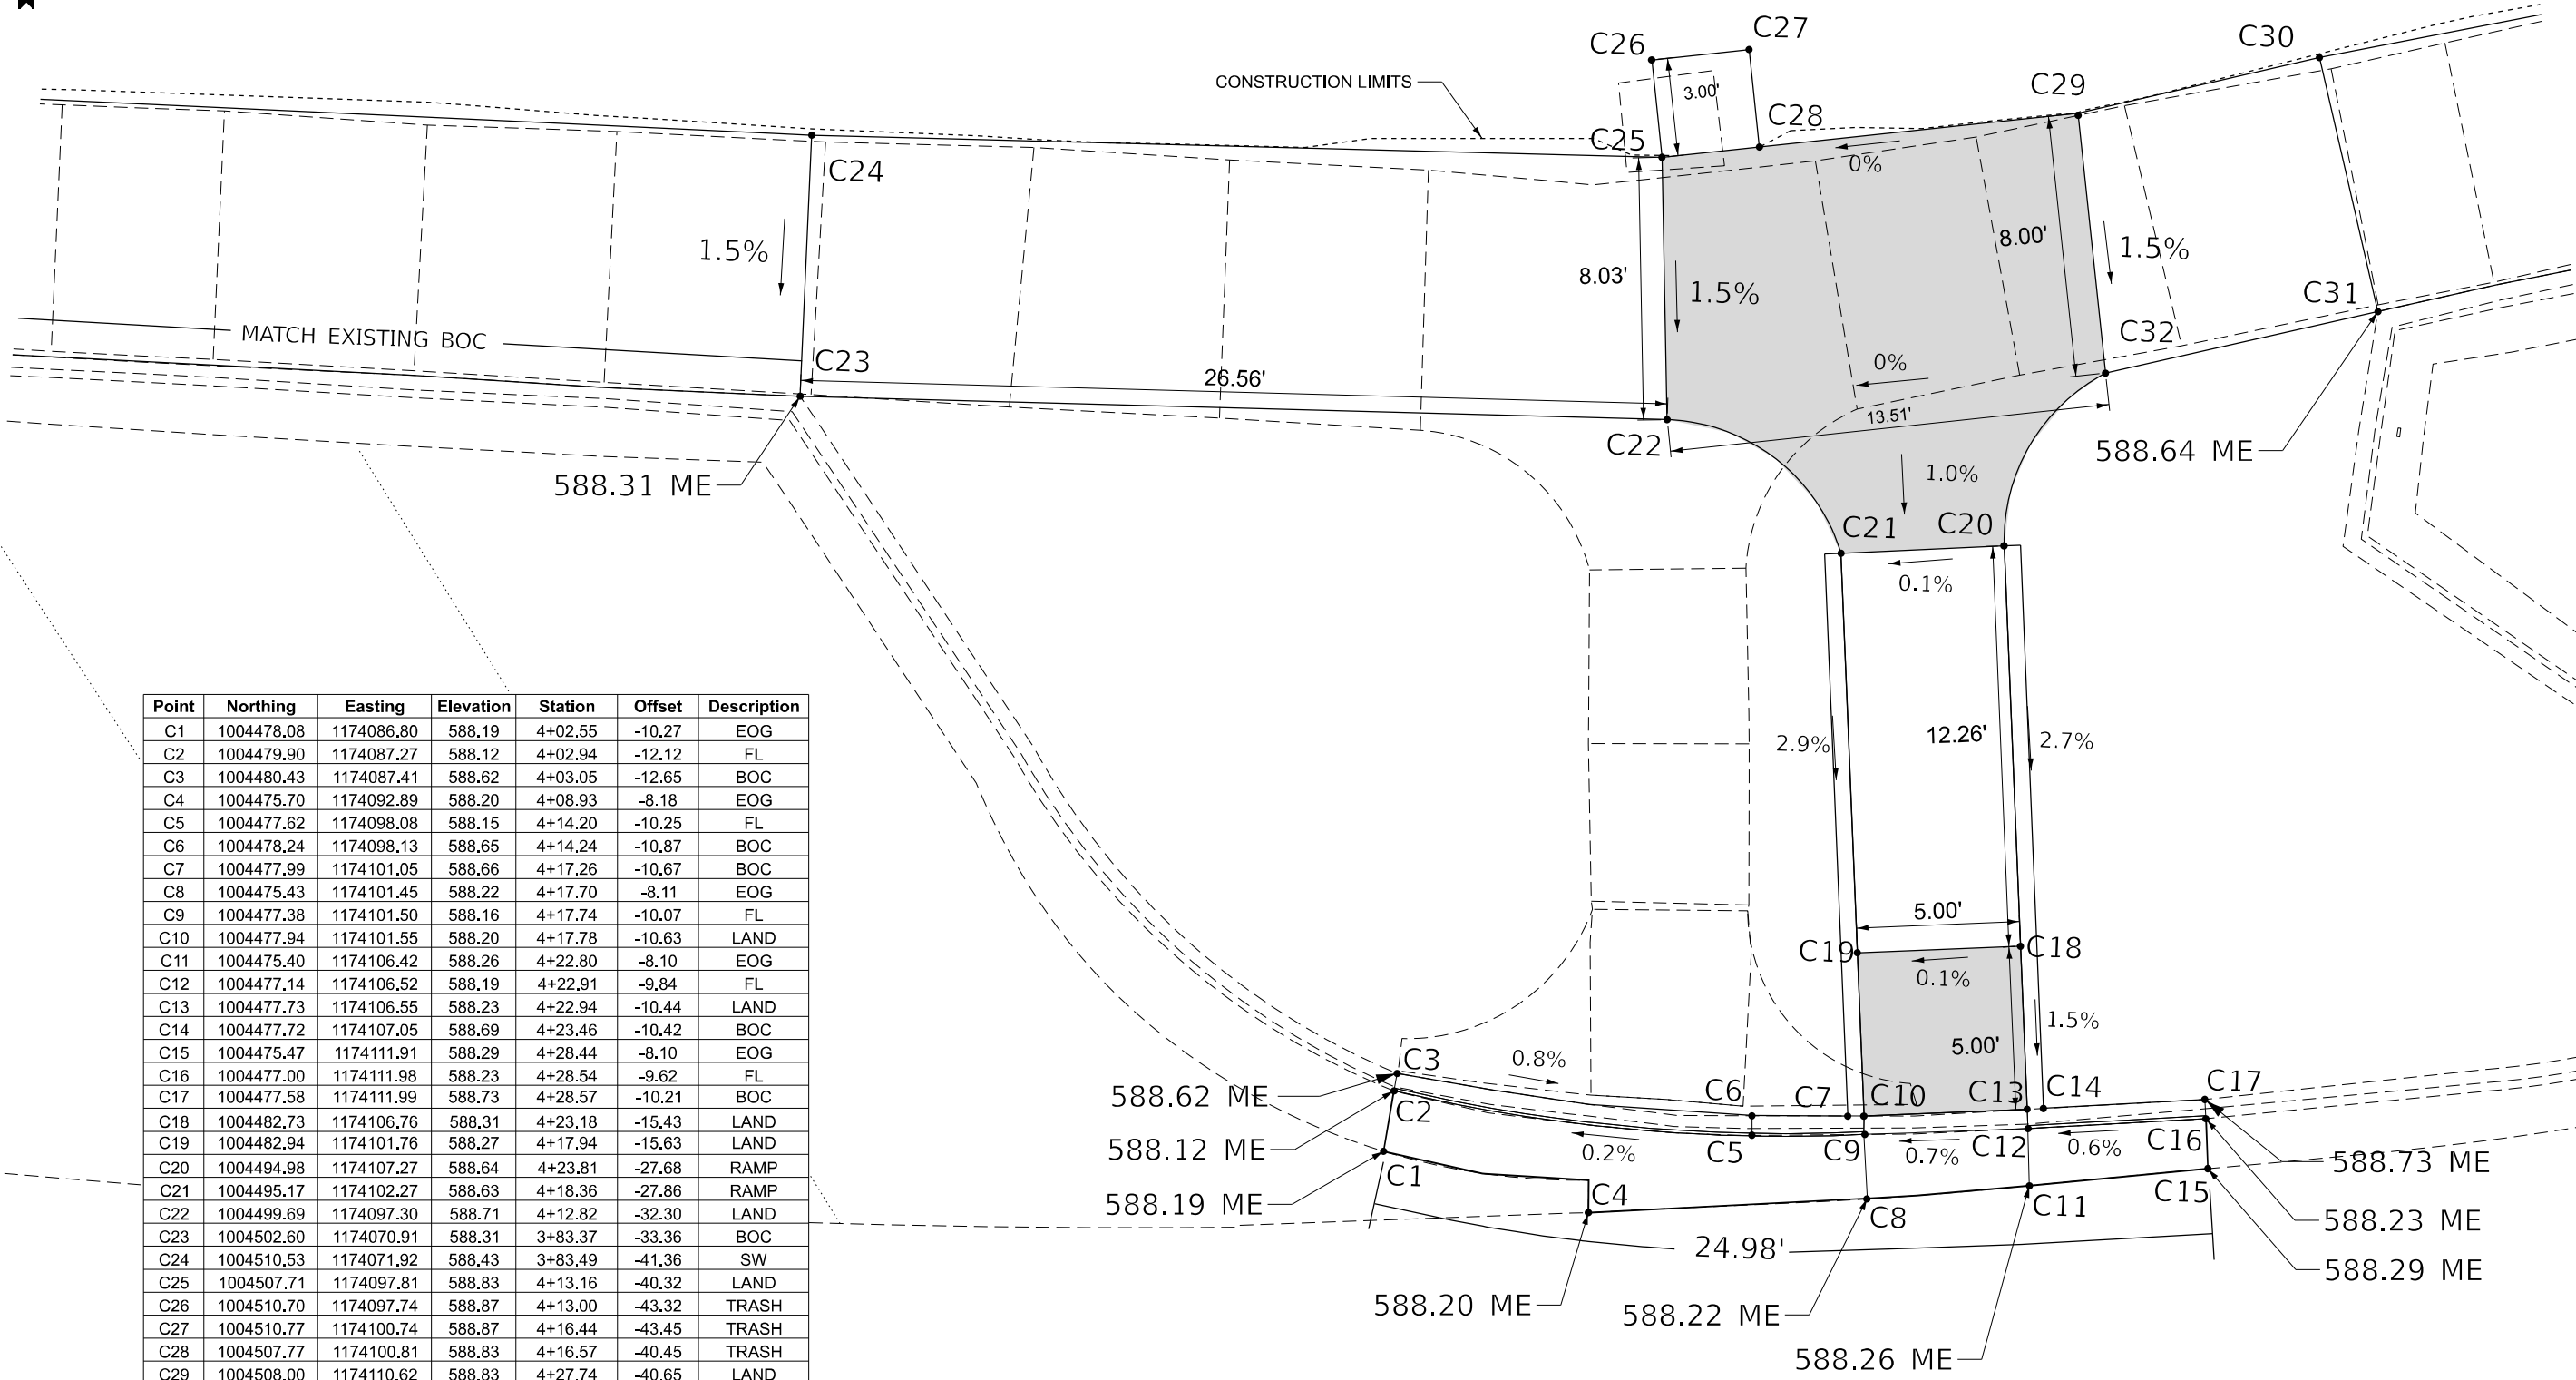 C27
C26
C30
CONSTRUCTION LIMITS
3.00'
C29
C28
C25
0%
C24
1.5%
8.00'
1.5%
8.03'
1.5%
C31
MATCH EXISTING BOC
C32
C23
0%
26.56'
13.51'
C22
588.64 ME
1.0%
588.31 ME
C21
C20
0.1%
2.9%
12.26'
2.7%
5.00'
C19
C18
0.1%
1.5%
5.00'
C3
0.8%
588.62 ME
C6
C7
C10
C13
C14
C17
C2
588.12 ME
0.2%
C5
C9
0.7%
C12
0.6%
C16
588.73 ME
C1
588.19 ME
C4
C8
C11
C15
588.23 ME
24.98'
588.29 ME
588.20 ME
588.22 ME
588.26 ME
Point Northing Easting Elevation Station Offset Description
C1 1004478.08 1174086.80 588.19 4+02.55 -10.27 EOG
C2 1004479.90 1174087.27 588.12 4+02.94 -12.12 FL
C3 1004480.43 1174087.41 588.62 4+03.05 -12.65 BOC
C4 1004475.70 1174092.89 588.20 4+08.93 -8.18 EOG
C5 1004477.62 1174098.08 588.15 4+14.20 -10.25 FL
C6 1004478.24 1174098.13 588.65 4+14.24 -10.87 BOC
C7 1004477.99 1174101.05 588.66 4+17.26 -10.67 BOC
C8 1004475.43 1174101.45 588.22 4+17.70 -8.11 EOG
C9 1004477.38 1174101.50 588.16 4+17.74 -10.07 FL
C10 1004477.94 1174101.55 588.20 4+17.78 -10.63 LAND
C11 1004475.40 1174106.42 588.26 4+22.80 -8.10 EOG
C12 1004477.14 1174106.52 588.19 4+22.91 -9.84 FL
C13 1004477.73 1174106.55 588.23 4+22.94 -10.44 LAND
C14 1004477.72 1174107.05 588.69 4+23.46 -10.42 BOC
C15 1004475.47 1174111.91 588.29 4+28.44 -8.10 EOG
C16 1004477.00 1174111.98 588.23 4+28.54 -9.62 FL
C17 1004477.58 1174111.99 588.73 4+28.57 -10.21 BOC
C18 1004482.73 1174106.76 588.31 4+23.18 -15.43 LAND
C19 1004482.94 1174101.76 588.27 4+17.94 -15.63 LAND
C20 1004494.98 1174107.27 588.64 4+23.81 -27.68 RAMP
C21 1004495.17 1174102.27 588.63 4+18.36 -27.86 RAMP
C22 1004499.69 1174097.30 588.71 4+12.82 -32.30 LAND
C23 1004502.60 1174070.91 588.31 3+83.37 -33.36 BOC
C24 1004510.53 1174071.92 588.43 3+83.49 -41.36 SW
C25 1004507.71 1174097.81 588.83 4+13.16 -40.32 LAND
C26 1004510.70 1174097.74 588.87 4+13.00 -43.32 TRASH
C27 1004510.77 1174100.74 588.87 4+16.44 -43.45 TRASH
C28 1004507.77 1174100.81 588.83 4+16.57 -40.45 TRASH
C29 1004508.00 1174110.62 588.83 4+27.74 -40.65 LAND